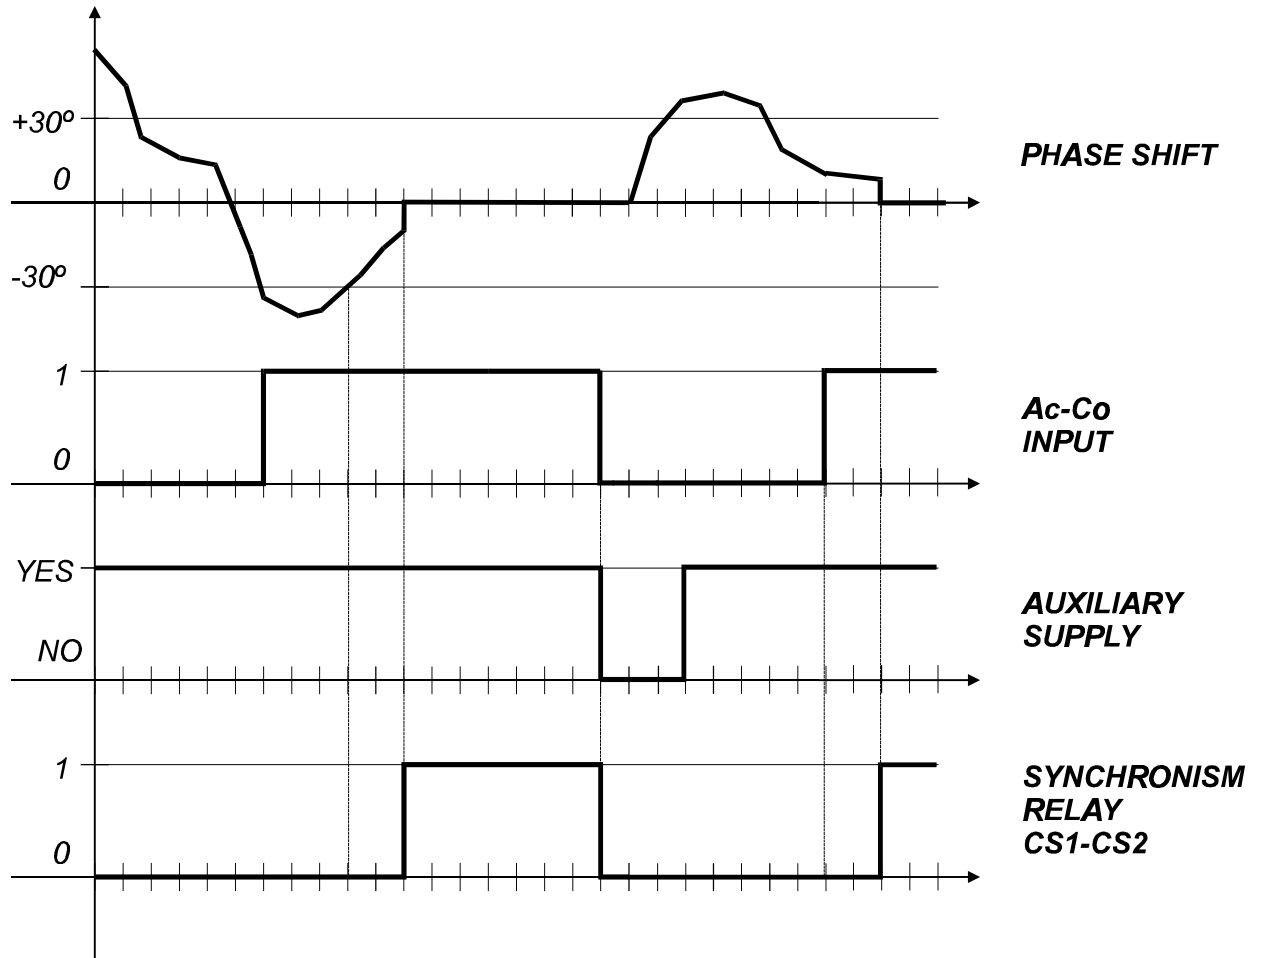 +30º
0
PHASE SHIFT
-30º
1
Ac-Co
INPUT
0
YES
AUXILIARY
SUPPLY
NO
1
SYNCHRONISM
RELAY
CS1-CS2
0